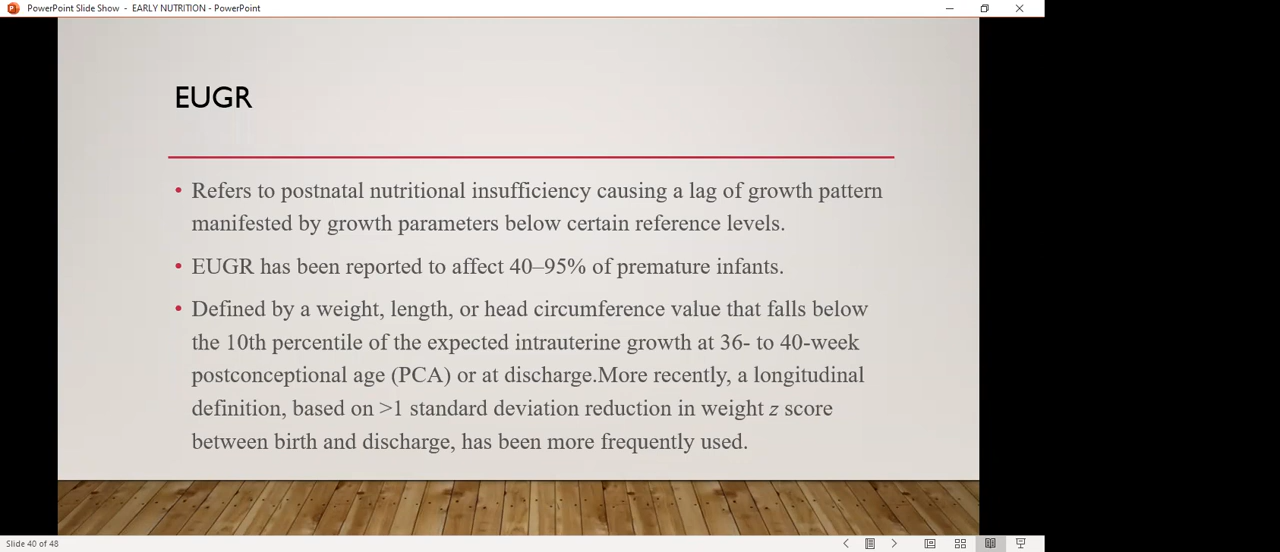 PowerPoint Slide Show - EARLY NUTRITION - PowerPoint
EUGR
• Refers to postnatal nutritional insufficiency causing a lag of growth pattern
manifested by growth parameters below certain reference levels.
• EUGR has been reported to affect 40–95% of premature infants.
• Defined by a weight, length, or head circumference value that falls below
the 10th percentile of the expected intrauterine growth at 36- to 40-week
postconceptional age (PCA) or at discharge.More recently, a longitudinal
definition, based on >1 standard deviation reduction in weight z score
between birth and discharge, has been more frequently used.
Slide 40 of 48